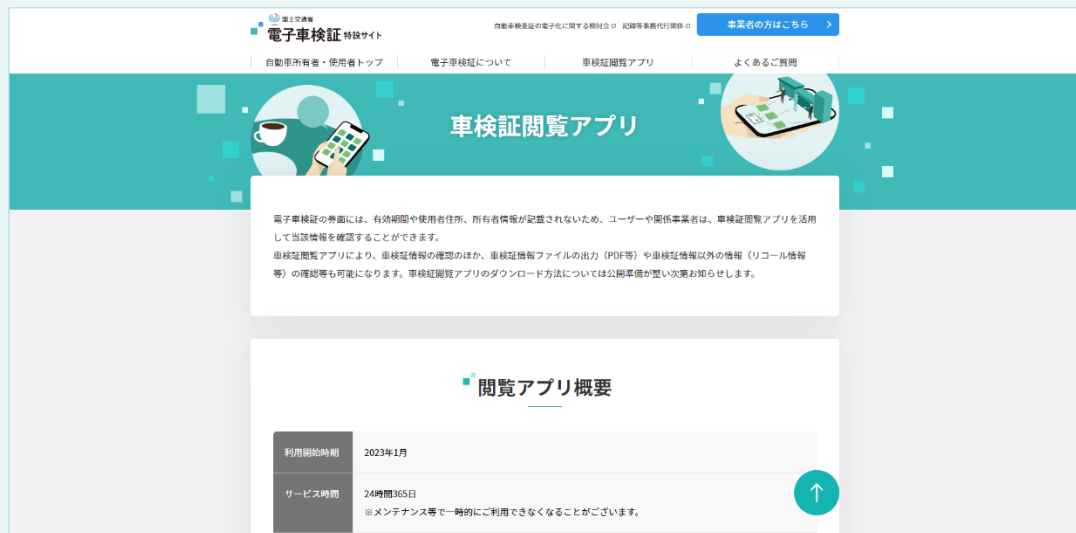 国土交通省
電子車検証 特設サイト
自動車検査証の電子化に関する検討会
記録等事務代行関係
事業者の方はこちら
自動車所有者・使用者トップ
電子車検証について
車検証閲覧アプリ
よくあるご質問
車検証閲覧アプリ
電子車検証の券面には、有効期間や使用者住所、所有者情報が記載されないため、ユーザーや関係事業者は、車検証閲覧アプリを活用
して当該情報を確認することができます。
車検証閲覧アプリにより、車検証情報の確認のほか、車検証情報ファイルの出力（PDF等）や車検証情報以外の情報（リコール情報
等）の確認等も可能になります。車検証閲覧アプリのダウンロード方法については公開準備が整い次第お知らせします。
閲覧アプリ概要
利用開始時期
2023年1月
サービス時間
24時間365日
※メンテナンス等で一時的にご利用できなくなることがございます。